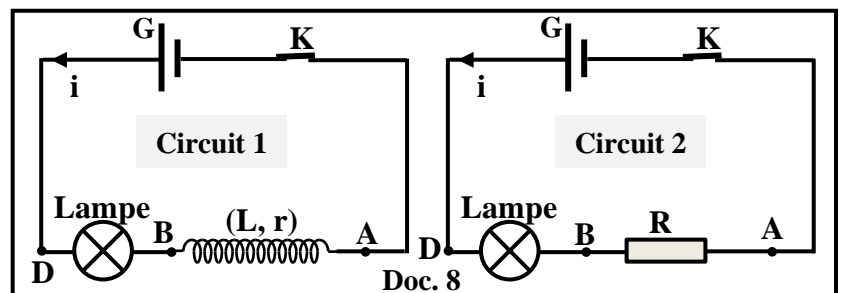 G K G K
i i
Circuit 1 Circuit 2
Lampe B (L, r) A Lampe B R A
D D
Doc. 8